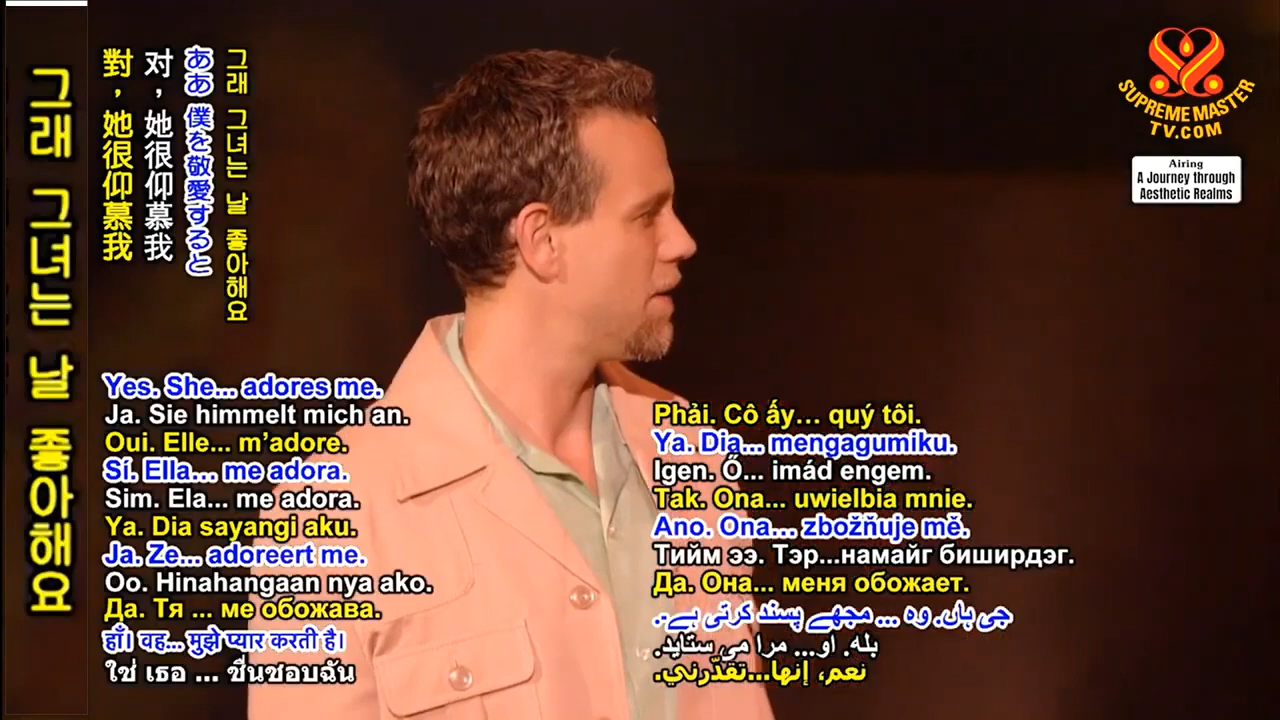 그래 그녀는 날 좋아해요
對，她很仰慕我
对，她很仰慕我
ああ 僕を敬愛すると
그래 그녀는 날 좋아해요
Yes. She... adores me.
Ja. Sie himmelt mich an.
Oui. Elle... m’adore.
Sí. Ella... me adora.
Sim. Ela... me adora.
Ya. Dia sayangi aku.
Ja. Ze... adoreert me.
Oo. Hinahangaan nya ako.
Да. Тя ... ме обожава.
हाँ। वह... मुझे प्यार करती है।
ใช่ เธอ ... ชื่นชอบฉัน
Phải. Cô ấy… quý tôi.
Ya. Dia... mengagumiku.
Igen. Ő... imád engem.
Tak. Ona... uwielbia mnie.
Ano. Ona... zbožňuje mě.
Тийм ээ. Тэр...намайг биширдэг.
Да. Она... меня обожает.
جی ہاں. وہ ... مجھے پسند کرتی ہے-.
بله. او... مرا می ستاید.
نعم، إنها...تقدّرني.
SUPREME MASTER
TV.COM
Airing
A Journey through
Aesthetic Realms